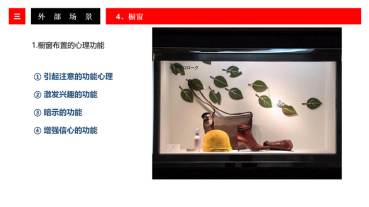 三 外部场景 4、橱窗
1.橱窗布置的心理功能
① 引起注意的功能心理
② 激发兴趣的功能
③ 暗示的功能
④ 增强信心的功能